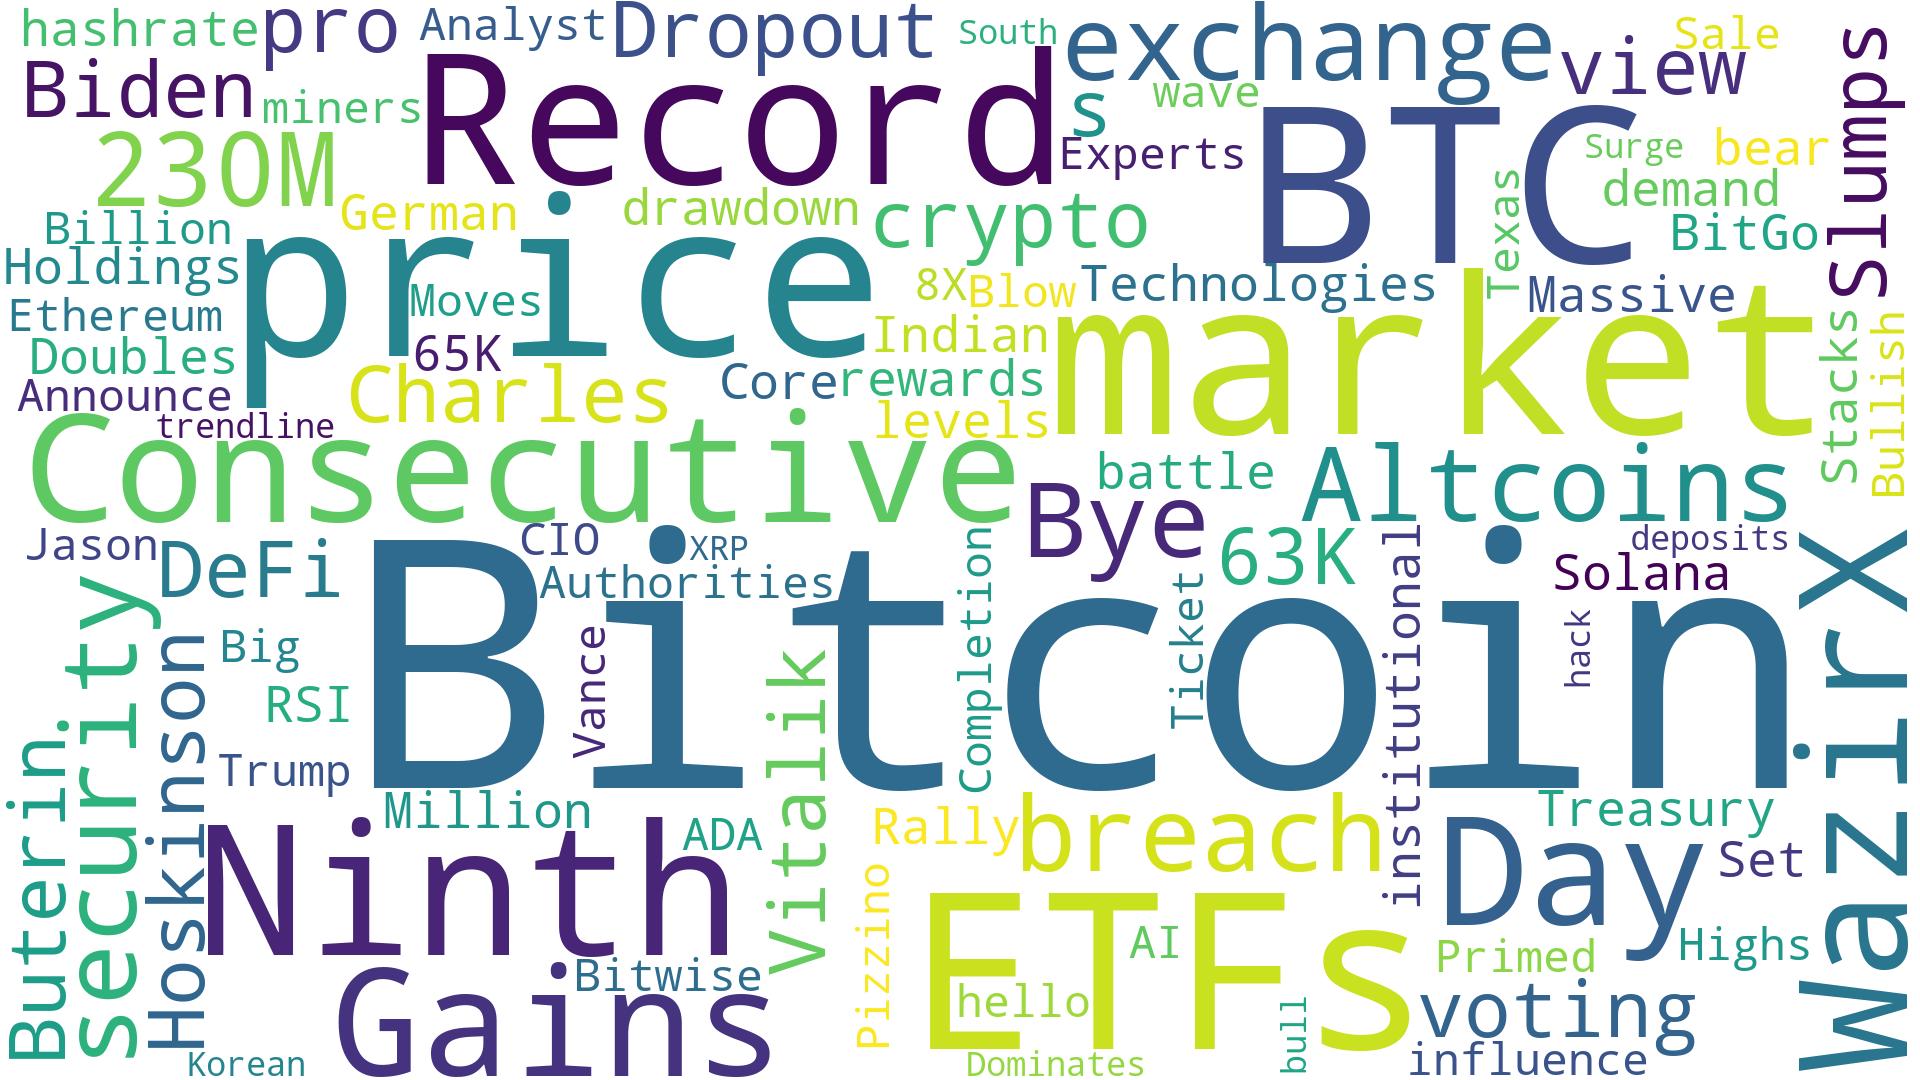 hashrate
pro
Analyst
Dropout
South
exchange
view
Sale
Slumps
Biden
miners
Record
s
wave
BTC
Experts
Surge
bear
230M
German
drawdown
crypto
Texas
demand
BitGo
Billion
Holdings
price
Moves
8X
Blow
Technologies
Massive
Ethereum
Doubles
65K
Indian
market
Stacks
Bullish
Announce
Charles
Core
rewards
levels
trendline
Consecutive
battle
Altcoins
Bye
63K
Jason
DeFi
CIO
XRP
Authorities
Completion
Ticket
institutional
deposits
Solana
hack
WazirX
Bitcoin
Buterin
security
Hoskinson
Big
RSI
Vance
Vitalik
Trump
Million
ADA
Rally
breach
Treasury
Day
Set
Ninth
Pizzino
ETFs
AI
Primed
Highs
Bitwise
Gains
hello
bull
voting
influence
Korean
Dominates